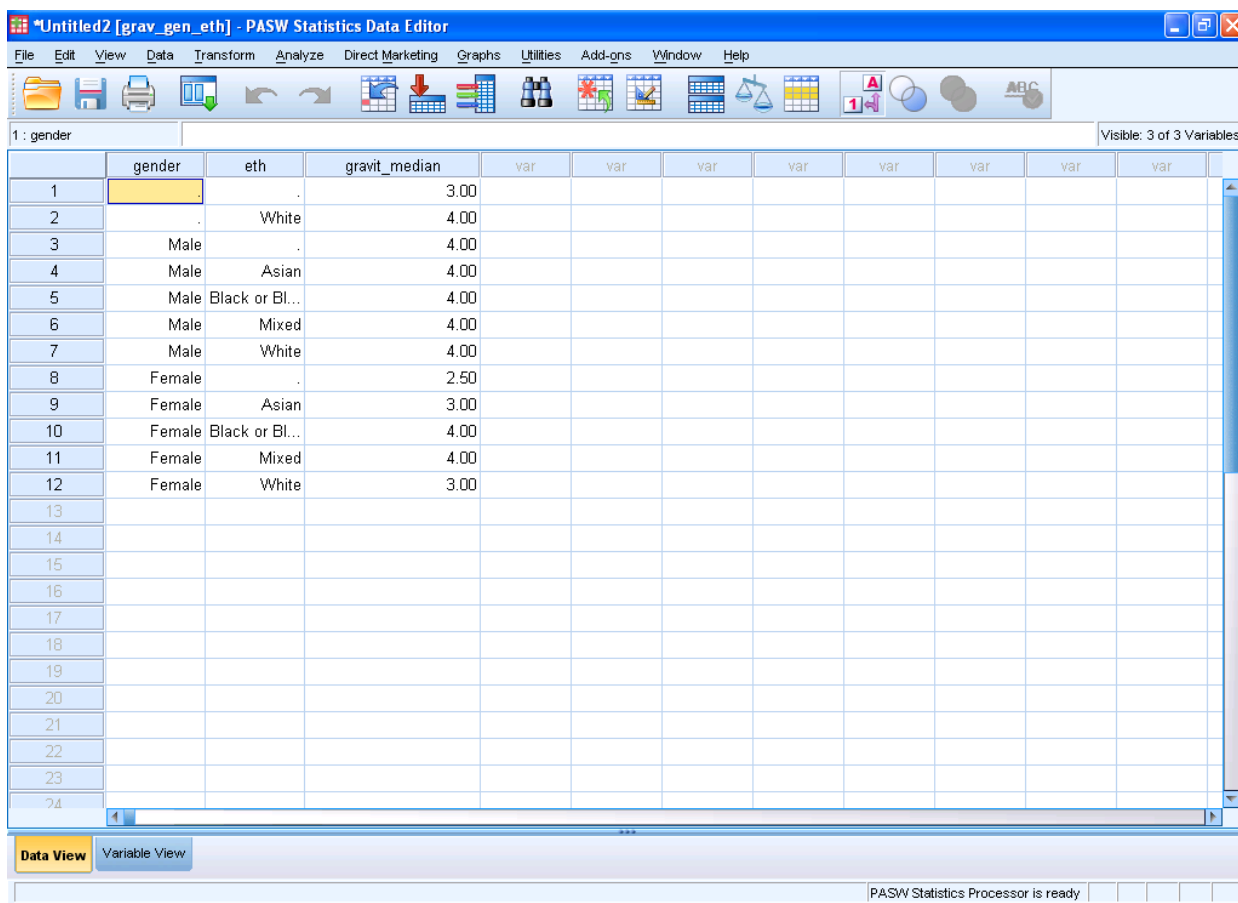 *Untitled2 [grav_gen_eth] - PASW Statistics Data Editor
File Edit View Data Transform Analyze Direct Marketing Graphs Utilities Add-ons Window Help
A
1
ABC
1 : gender Visible: 3 of 3 Variables
gender eth gravit_median var var var var var var var var
1 . . 3.00
2 . White 4.00
3 Male . 4.00
4 Male Asian 4.00
5 Male Black or Bl... 4.00
6 Male Mixed 4.00
7 Male White 4.00
8 Female . 2.50
9 Female Asian 3.00
10 Female Black or Bl... 4.00
11 Female Mixed 4.00
12 Female White 3.00
13
14
15
16
17
18
19
20
21
22
23
24
Data View Variable View
PASW Statistics Processor is ready